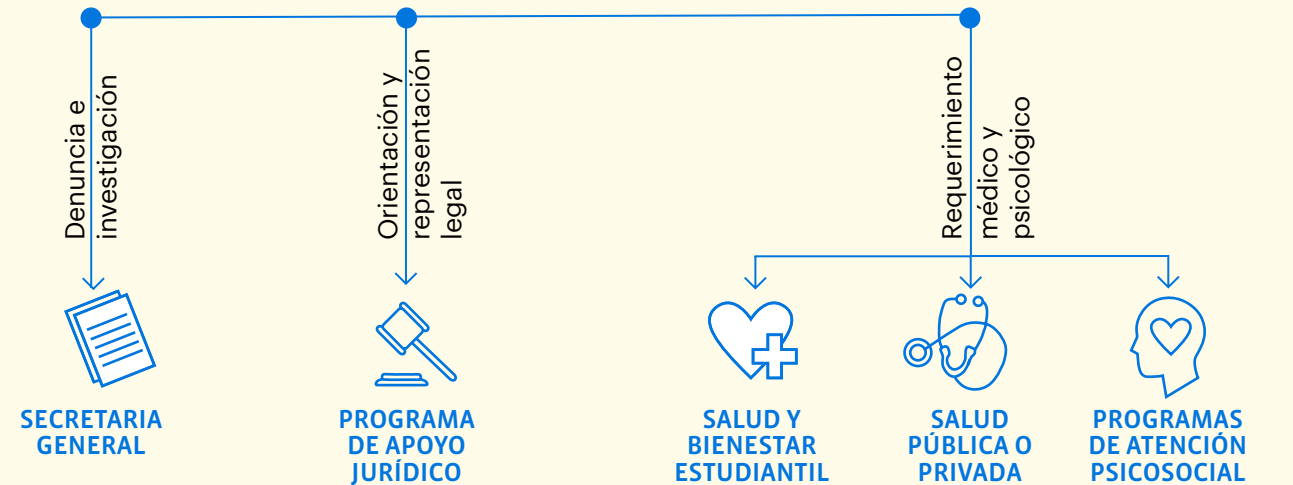 Denuncia e
investigación
Orientación y
representación
legal
Requerimiento
médico y
psicológico
SECRETARIA
GENERAL
PROGRAMA
DE APOYO
JURÍDICO
SALUD Y
BIENESTAR
ESTUDIANTIL
SALUD
PÚBLICA O
PRIVADA
PROGRAMAS
DE ATENCIÓN
PSICOSOCIAL